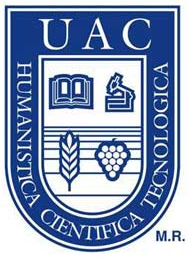 UAC
HUMANISTICA CIENTIFICA TECNOLOGICA
M.R.